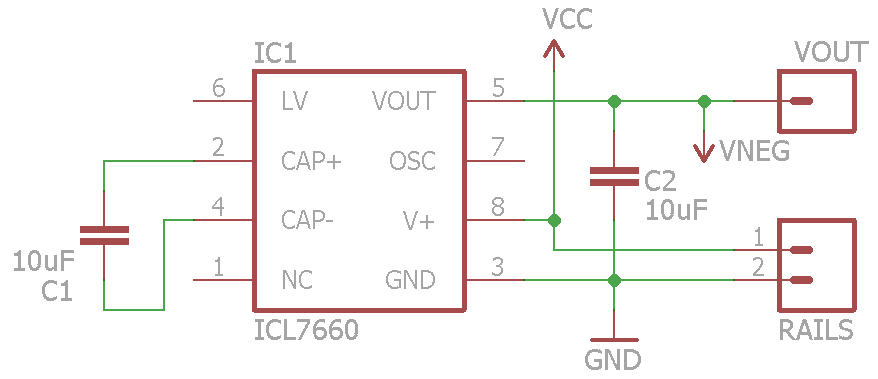 VCC
IC1
VOUT
6
LV
VOUT
5
2
CAP+
OSC
7
VNEG
4
CAP-
V+
8
C2
10uF
10uF
C1
1
NC
GND
3
1
2
ICL7660
RAILS
GND